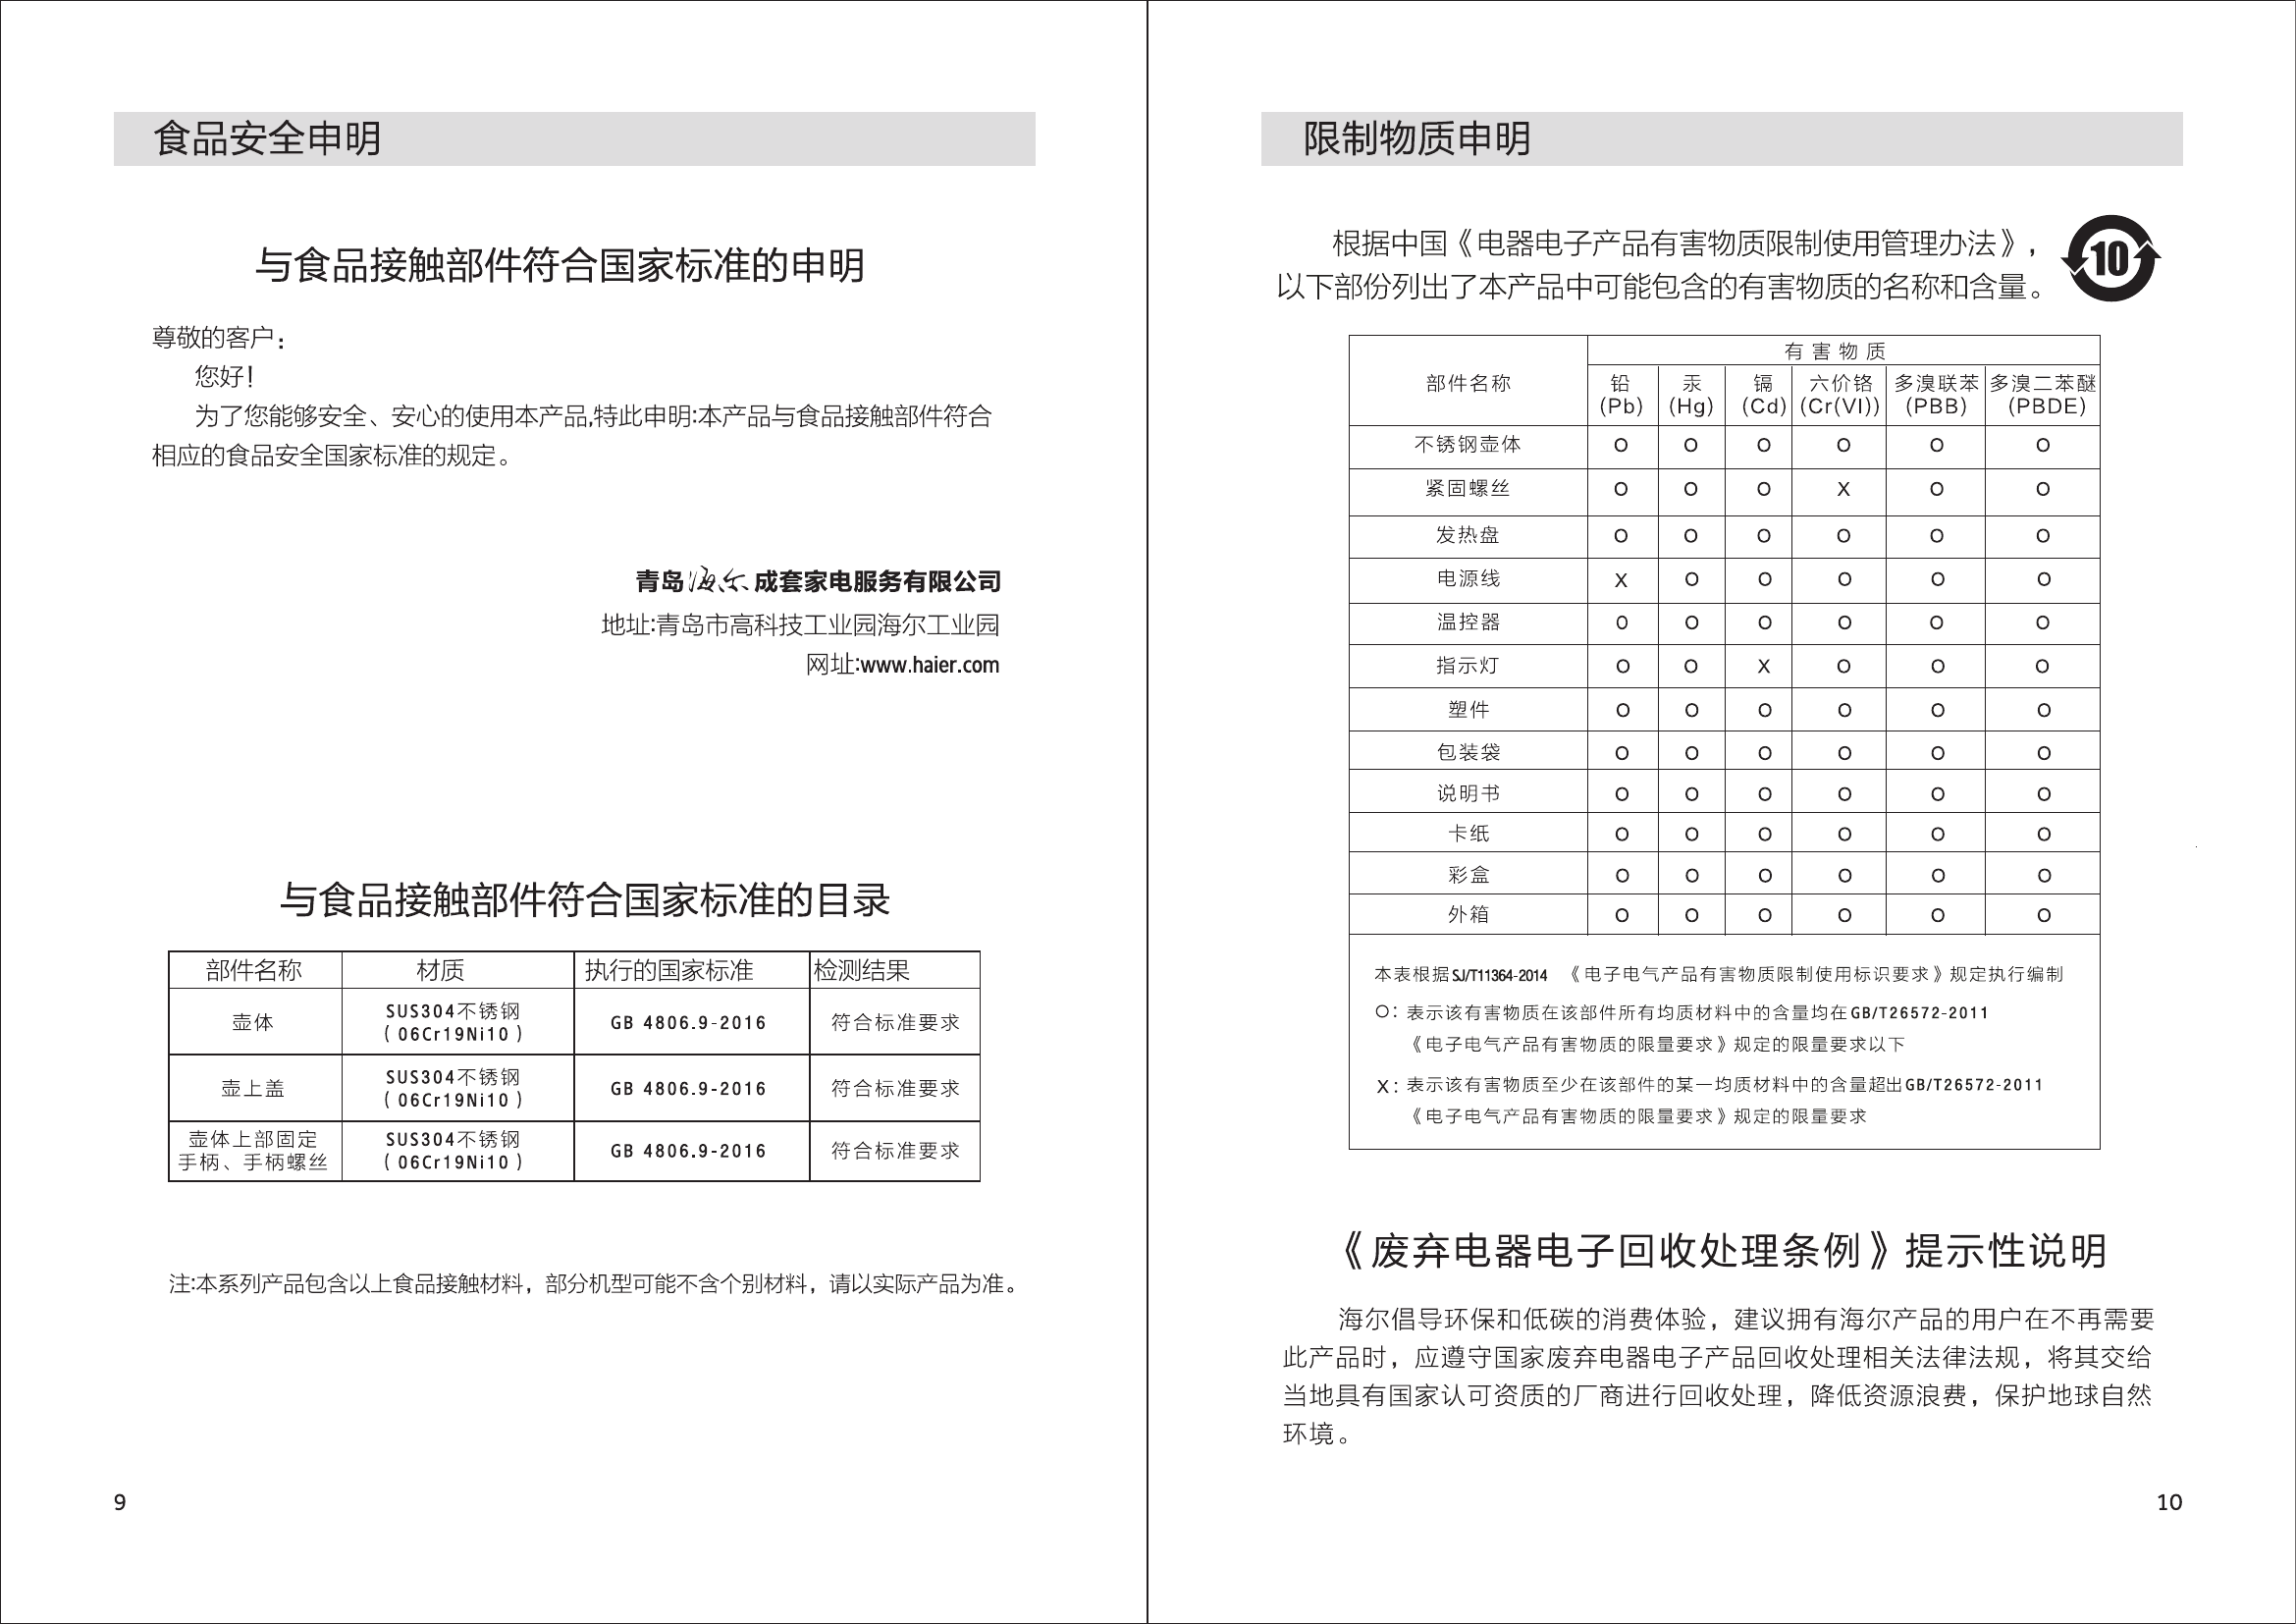 食品安全申明
与食品接触部件符合国家标准的申明
尊敬的客户:
您好!
为了您能够安全、安心的使用本产品,特此申明:本产品与食品接触部件符合
相应的食品安全国家标准的规定。
青岛海尔成套家电服务有限公司
地址:青岛市高科技工业园海尔工业园
网址:www.haier.com
与食品接触部件符合国家标准的目录
部件名称 材质 执行的国家标准 检测结果
壶体 SUS304不锈钢 (06Cr19Ni10) GB 4806.9-2016 符合标准要求
壶上盖 SUS304不锈钢 (06Cr19Ni10) GB 4806.9-2016 符合标准要求
壶体上部固定手柄、手柄螺丝 SUS304不锈钢 (06Cr19Ni10) GB 4806.9-2016 符合标准要求
注:本系列产品包含以上食品接触材料，部分机型可能不含个别材料，请以实际产品为准。
9
限制物质申明
根据中国《电器电子产品有害物质限制使用管理办法》，
以下部份列出了本产品中可能包含的有害物质的名称和含量。
10
有害物质
部件名称 铅(Pb) 汞(Hg) 镉(Cd) 六价铬(Cr(VI)) 多溴联苯(PBB) 多溴二苯醚(PBDE)
不锈钢壶体 O O O O O O
紧固螺丝 O O O X O O
发热盘 O O O O O O
电源线 X O O O O O
温控器 O O O O O O
指示灯 O O X O O O
塑件 O O O O O O
包装袋 O O O O O O
说明书 O O O O O O
卡纸 O O O O O O
彩盒 O O O O O O
外箱 O O O O O O
本表根据SJ/T11364-2014 《电子电气产品有害物质限制使用标识要求》规定执行编制
O: 表示该有害物质在该部件所有均质材料中的含量均在GB/T26572-2011
《电子电气产品有害物质的限量要求》规定的限量要求以下
X: 表示该有害物质至少在该部件的某一均质材料中的含量超出GB/T26572-2011
《电子电气产品有害物质的限量要求》规定的限量要求
《废弃电器电子回收处理条例》提示性说明
海尔倡导环保和低碳的消费体验，建议拥有海尔产品的用户在不再需要
此产品时，应遵守国家废弃电器电子产品回收处理相关法律法规，将其交给
当地具有国家认可资质的厂商进行回收处理，降低资源浪费，保护地球自然
环境。
10